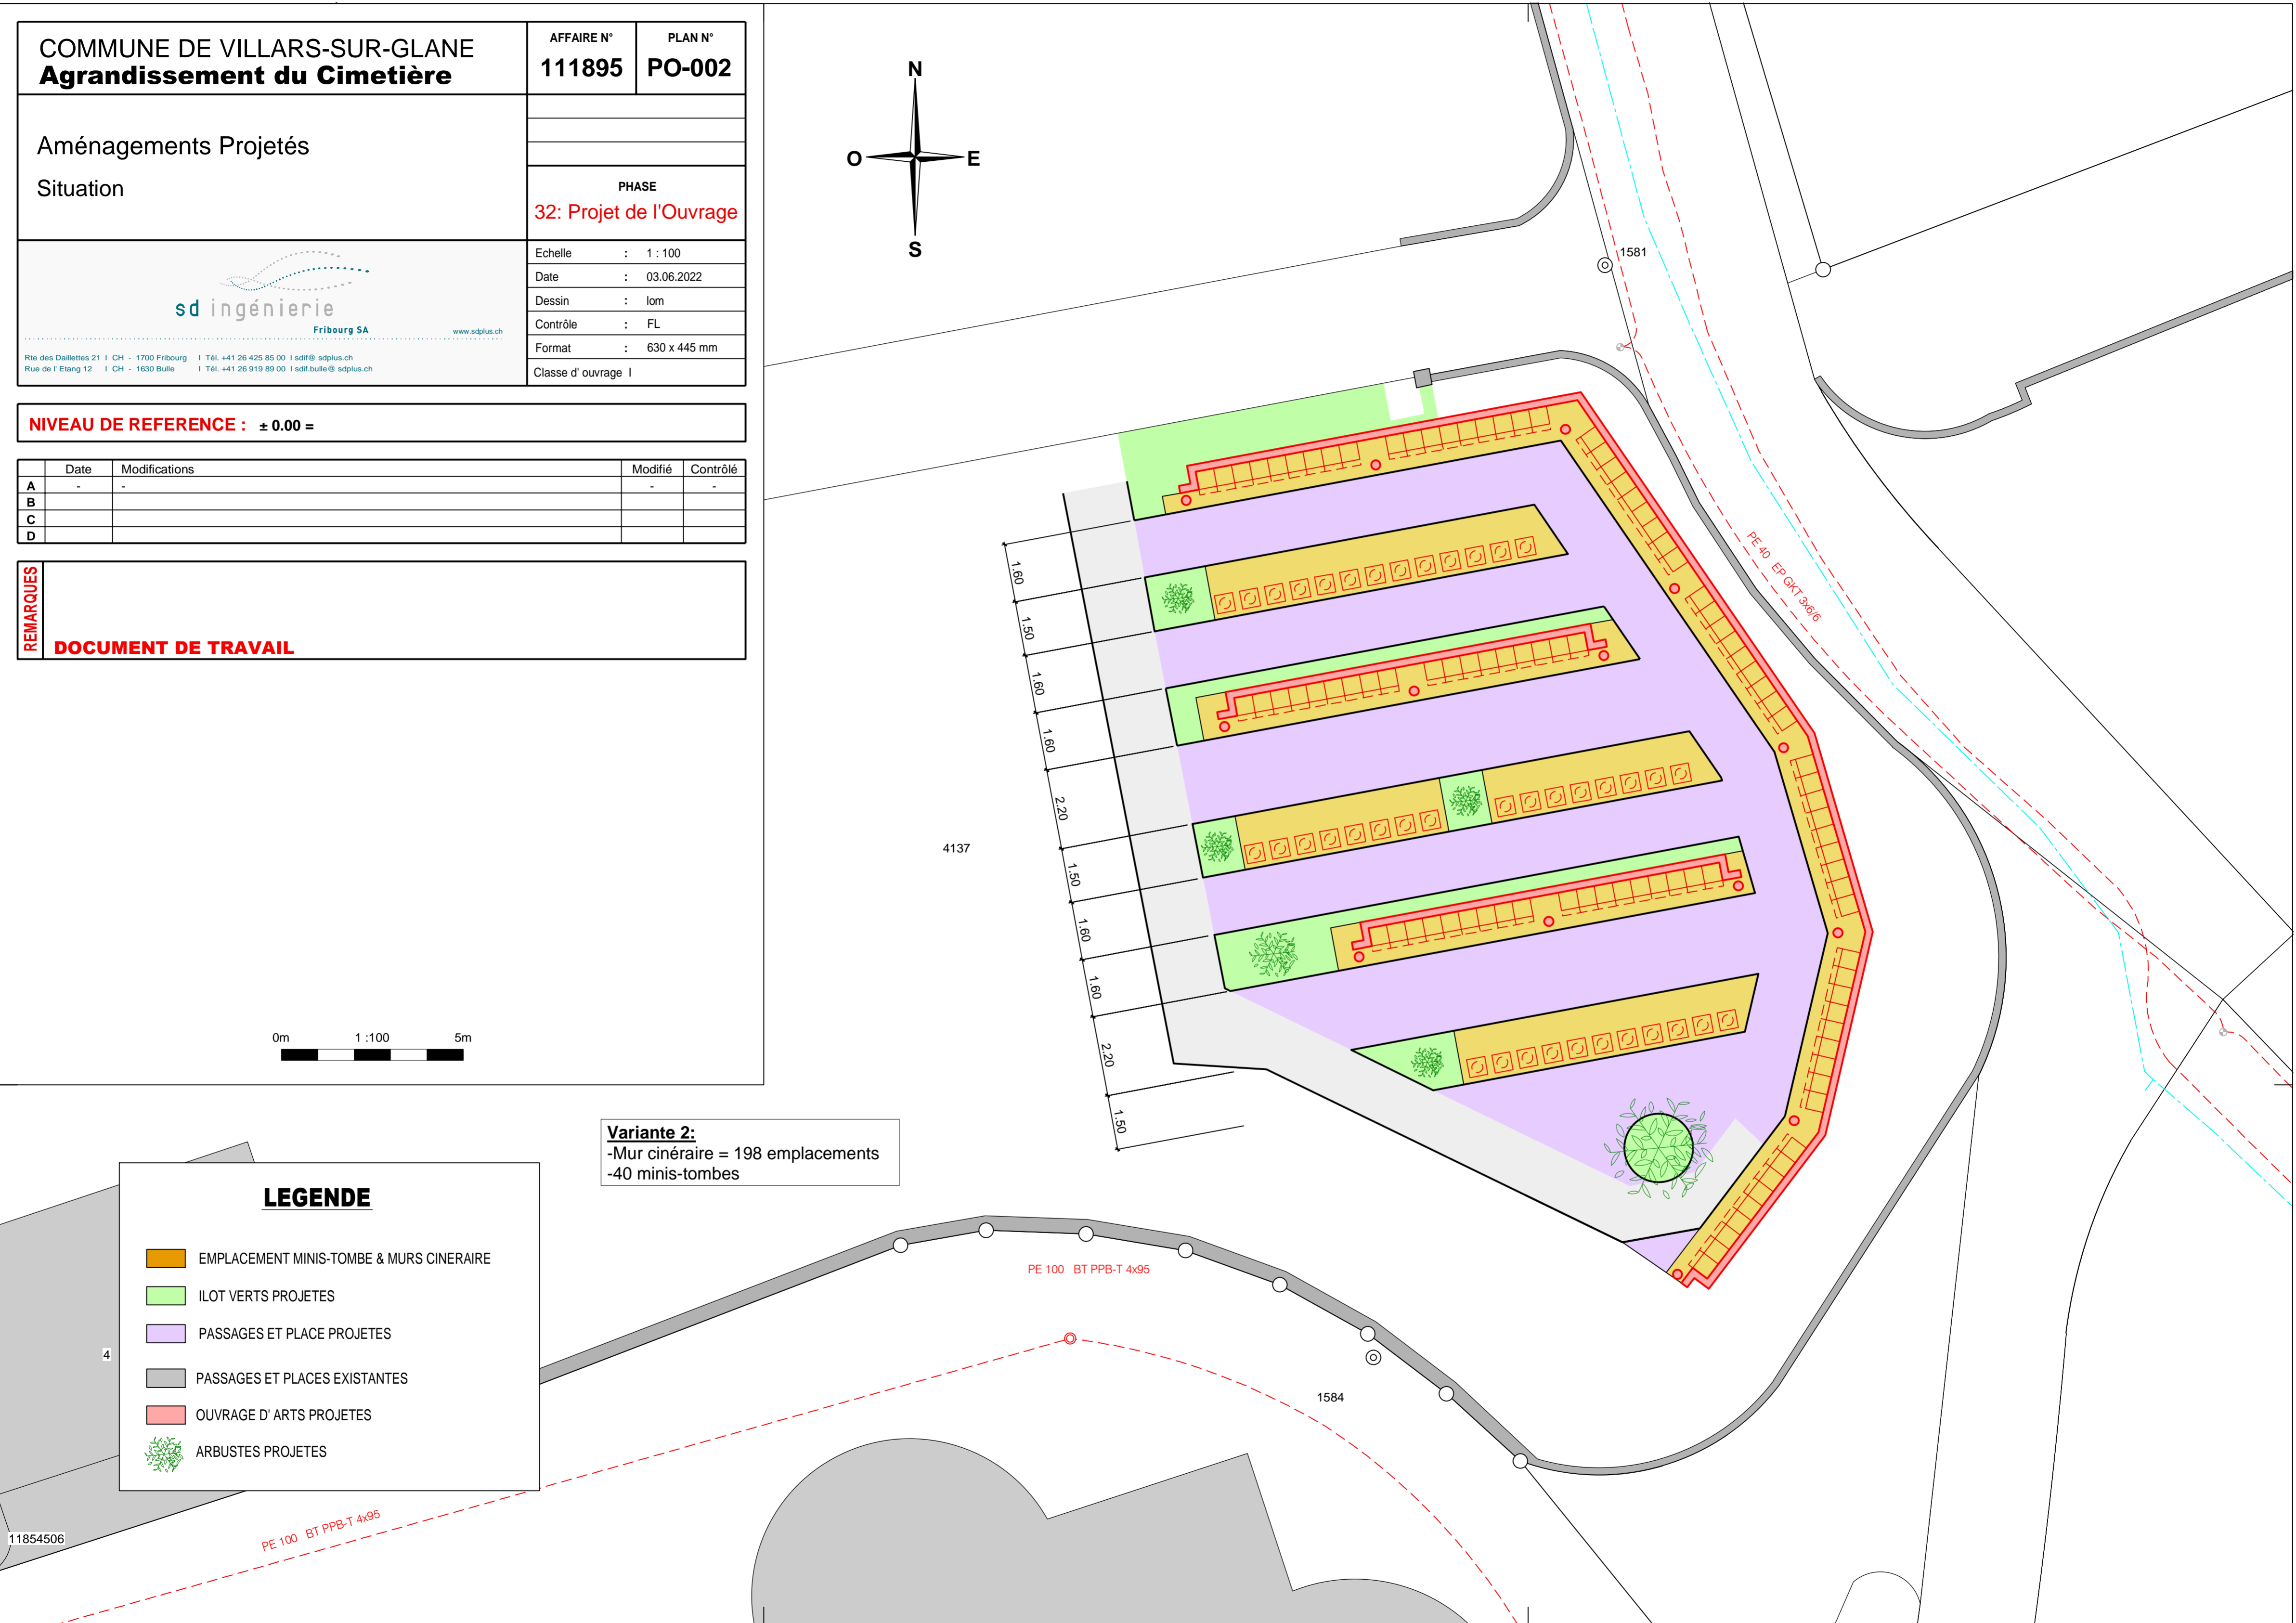 COMMUNE DE VILLARS-SUR-GLANE
Agrandissement du Cimetière
AFFAIRE N°
111895
PLAN N°
PO-002
Aménagements Projetés
Situation
PHASE
32: Projet de l'Ouvrage
sd ingénierie
Fribourg SA
www.sdplus.ch
Rte des Daillettes 21 I CH - 1700 Fribourg I Tél. +41 26 425 85 00 I sdif@ sdplus.ch
Rue de l' Etang 12 I CH - 1630 Bulle I Tél. +41 26 919 89 00 I sdif.bulle@ sdplus.ch
Echelle : 1 : 100
Date : 03.06.2022
Dessin : lom
Contrôle : FL
Format : 630 x 445 mm
Classe d' ouvrage I
NIVEAU DE REFERENCE : ± 0.00 =
Date Modifications Modifié Contrôlé
A - - - -
B
C
D
REMARQUES
DOCUMENT DE TRAVAIL
0m 1 :100 5m
N
O E
S
1581
PE 40 EP GKT 3x6/6
1.60
1.50
1.60
1.60
2.20
1.50
1.60
1.60
2.20
1.50
4137
Variante 2:
-Mur cinéraire = 198 emplacements
-40 minis-tombes
LEGENDE
EMPLACEMENT MINIS-TOMBE & MURS CINERAIRE
ILOT VERTS PROJETES
PASSAGES ET PLACE PROJETES
PASSAGES ET PLACES EXISTANTES
OUVRAGE D' ARTS PROJETES
ARBUSTES PROJETES
4
11854506
PE 100 BT PPB-T 4x95
PE 100 BT PPB-T 4x95
1584